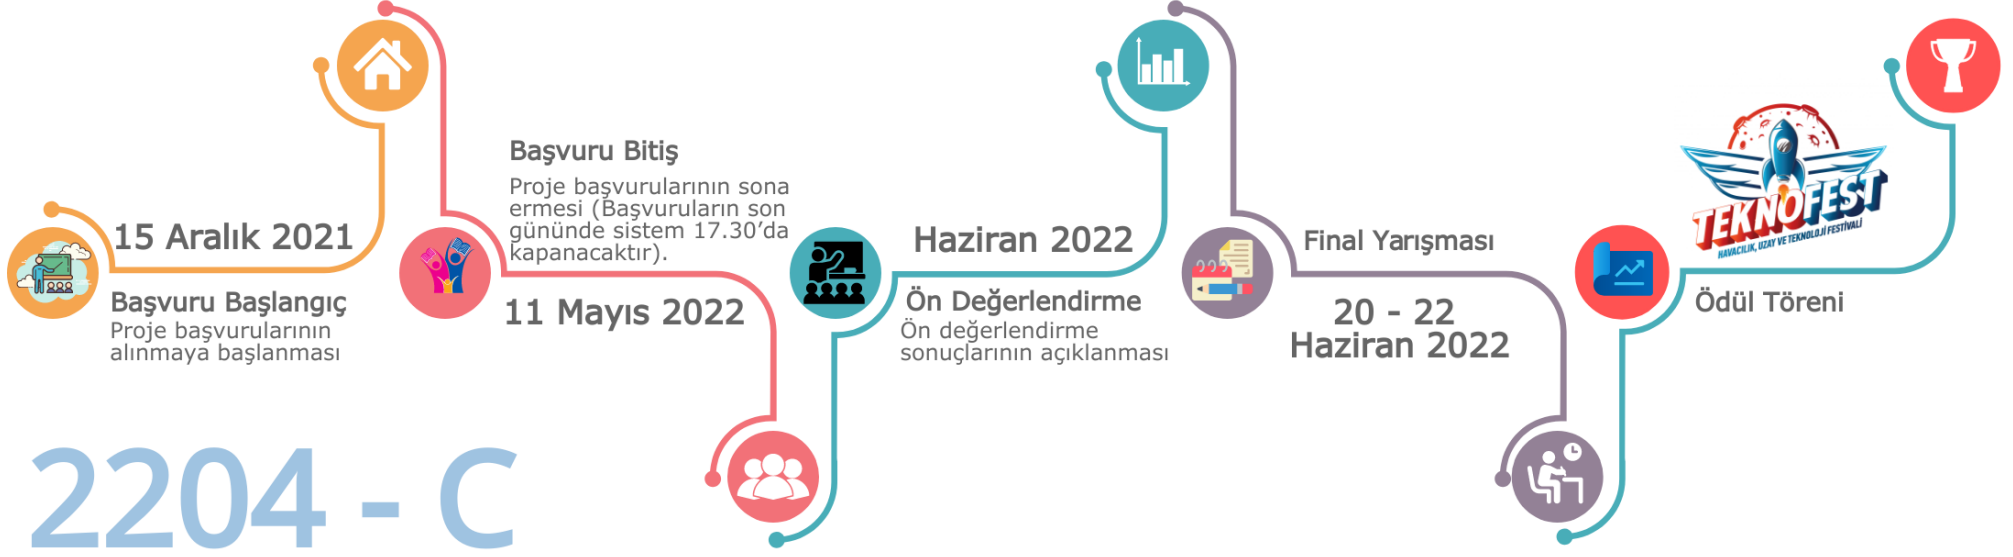 15 Aralık 2021
Başvuru Başlangıç
Proje başvurularının
alınmaya başlanması
Başvuru Bitiş
Proje başvurularının sona
ermesi (Başvuruların son
gününde sistem 17.30’da
kapanacaktır).
11 Mayıs 2022
Haziran 2022
Ön Değerlendirme
Ön değerlendirme
sonuçlarının açıklanması
Final Yarışması
20 - 22
Haziran 2022
TEKNOFEST
HAVACILIK, UZAY VE TEKNOLOJİ FESTİVALİ
Ödül Töreni
2204 - C